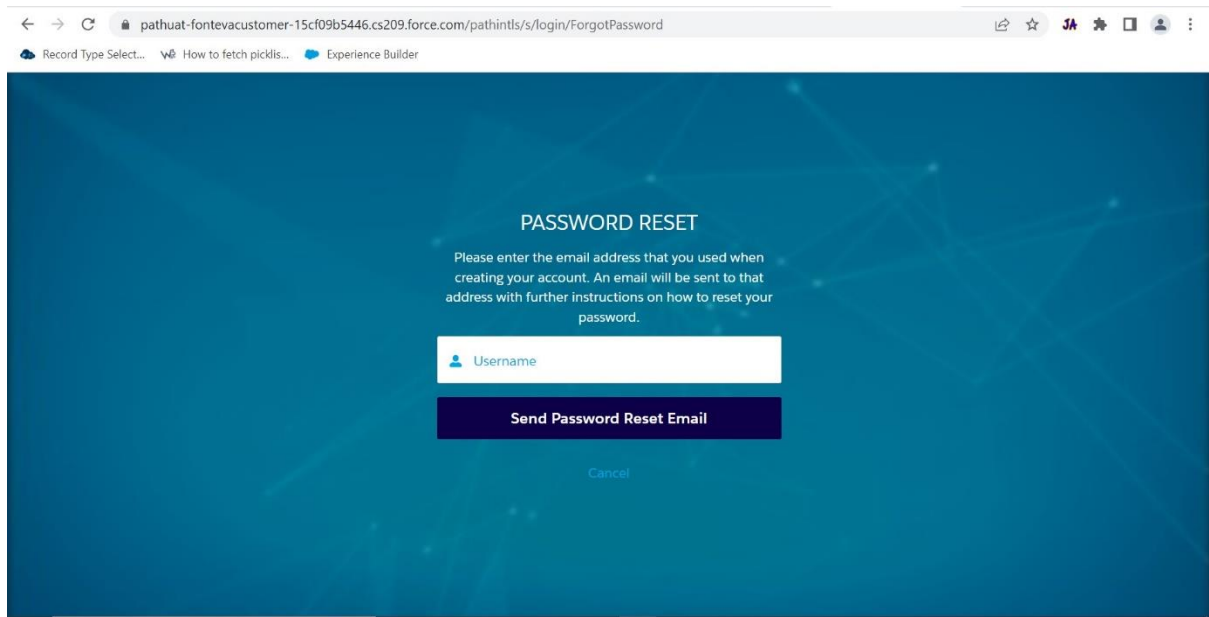 pathuat-fontevacustomer-15cf09b5446.cs209.force.com/pathintls/s/login/ForgotPassword
JA
Record Type Select... How to fetch picklis... Experience Builder
PASSWORD RESET
Please enter the email address that you used when
creating your account. An email will be sent to that
address with further instructions on how to reset your
password.
Username
Send Password Reset Email
Cancel